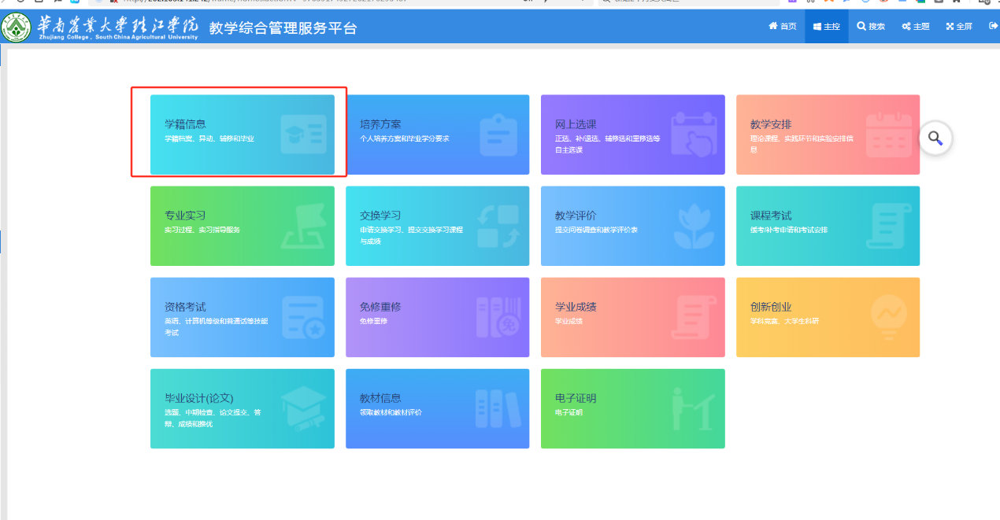 華南農業大學珠江學院
Zhujiang College, South China Agricultural University
教学综合管理服务平台
首页
主控
搜索
主题
全屏
学籍信息
学籍档案、异动、辅修和毕业
培养方案
个人培养方案和毕业学分要求
网上选课
正选、补/退选、辅修选和重修选等
自主选课
教学安排
理论课程、实践环节和实验安排信
息
专业实习
实习过程、实习指导服务
交换学习
申请交换学习、提交交换学习课程
与成绩
教学评价
提交问卷调查和教学评价表
课程考试
缓考/补考申请和考试安排
资格考试
英语、计算机等级和普通话等技能
考试
免修重修
免修重修
免
学业成绩
学业成绩
创新创业
学科竞赛、大学生科研
毕业设计(论文)
选题、中期检查、论文提交、答
辩、成绩和推优
教材信息
领取教材和教材评价
电子证明
电子证明